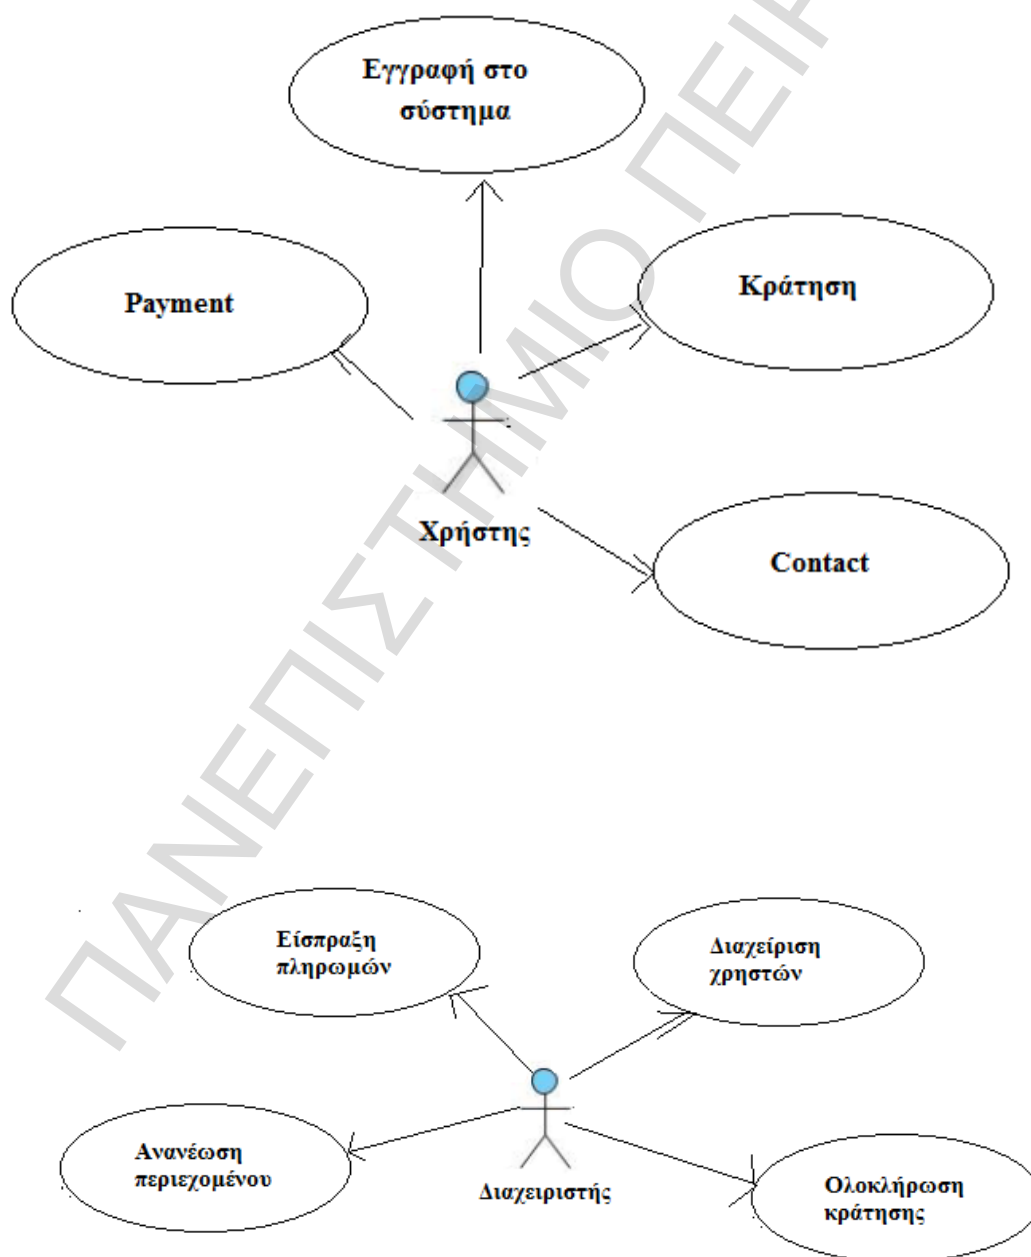 Εγγραφή στο
σύστημα
Payment
Κράτηση
Χρήστης
Contact
Είσπραξη
πληρωμών
Διαχείριση
χρηστών
Ανανέωση
περιεχομένου
Διαχειριστής
Ολοκλήρωση
κράτησης
ΠΑΝΕΠΙΣΤΗΜΙΟ ΠΕΙ